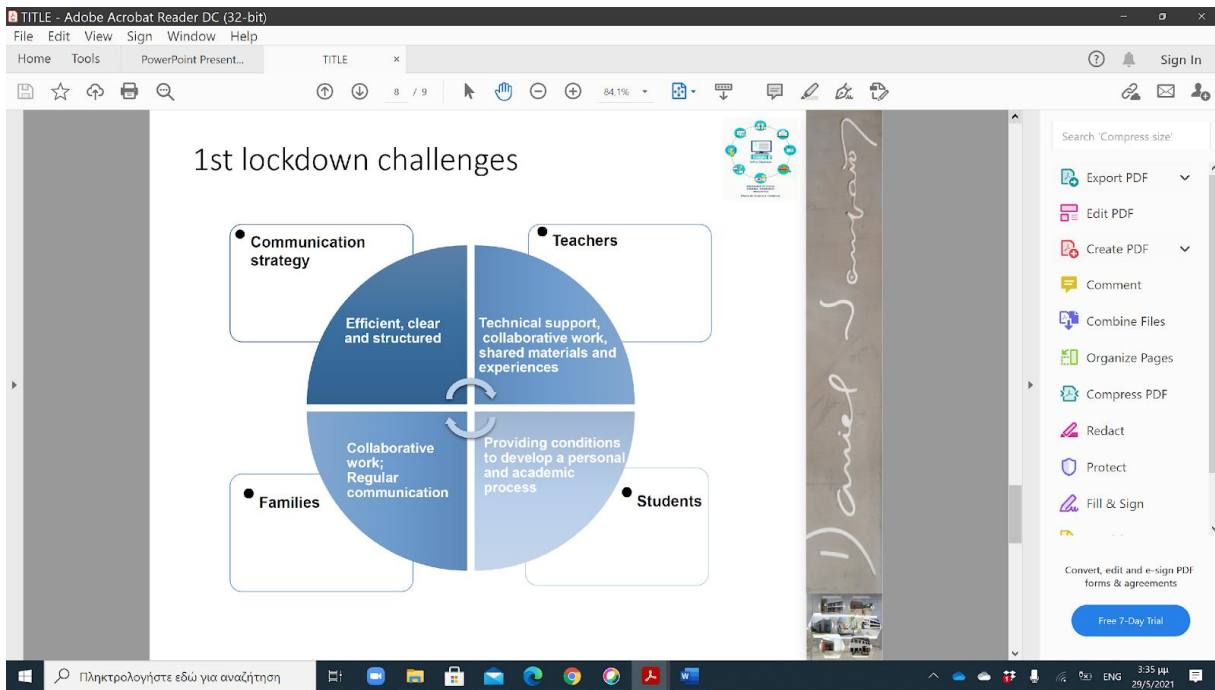 TITLE - Adobe Acrobat Reader DC (32-bit)
File Edit View Sign Window Help
Home Tools PowerPoint Present... TITLE ×
Sign In
8 / 9 84,1%
1st lockdown challenges
Communication
strategy
Teachers
Efficient, clear
and structured
Technical support,
collaborative work,
shared materials and
experiences
Collaborative
work;
Regular
communication
Providing conditions
to develop a personal
and academic
process
Families
Students
Daniel Sampaio
Search 'Compress size'
Export PDF
Edit PDF
Create PDF
Comment
Combine Files
Organize Pages
Compress PDF
Redact
Protect
Fill & Sign
Convert, edit and e-sign PDF
forms & agreements
Free 7-Day Trial
Πληκτρολογήστε εδώ για αναζήτηση
ENG
3:35 μμ
29/5/2021